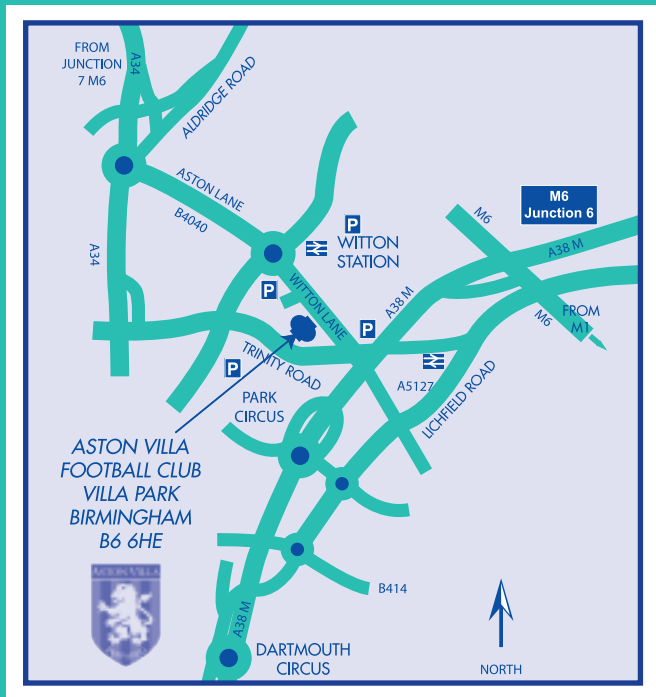 FROM
JUNCTION
7 M6
A34
ALDRIDGE ROAD
ASTON LANE
B4040
A34
P
WITTON
STATION
P
WITTON LANE
M6
Junction 6
M6
A38 M
A38 M
M6
FROM
M1
P
TRINITY ROAD
P
A5127
LICHFIELD ROAD
PARK
CIRCUS
ASTON VILLA
FOOTBALL CLUB
VILLA PARK
BIRMINGHAM
B6 6HE
ASTON VILLA
B414
A38 M
DARTMOUTH
CIRCUS
NORTH